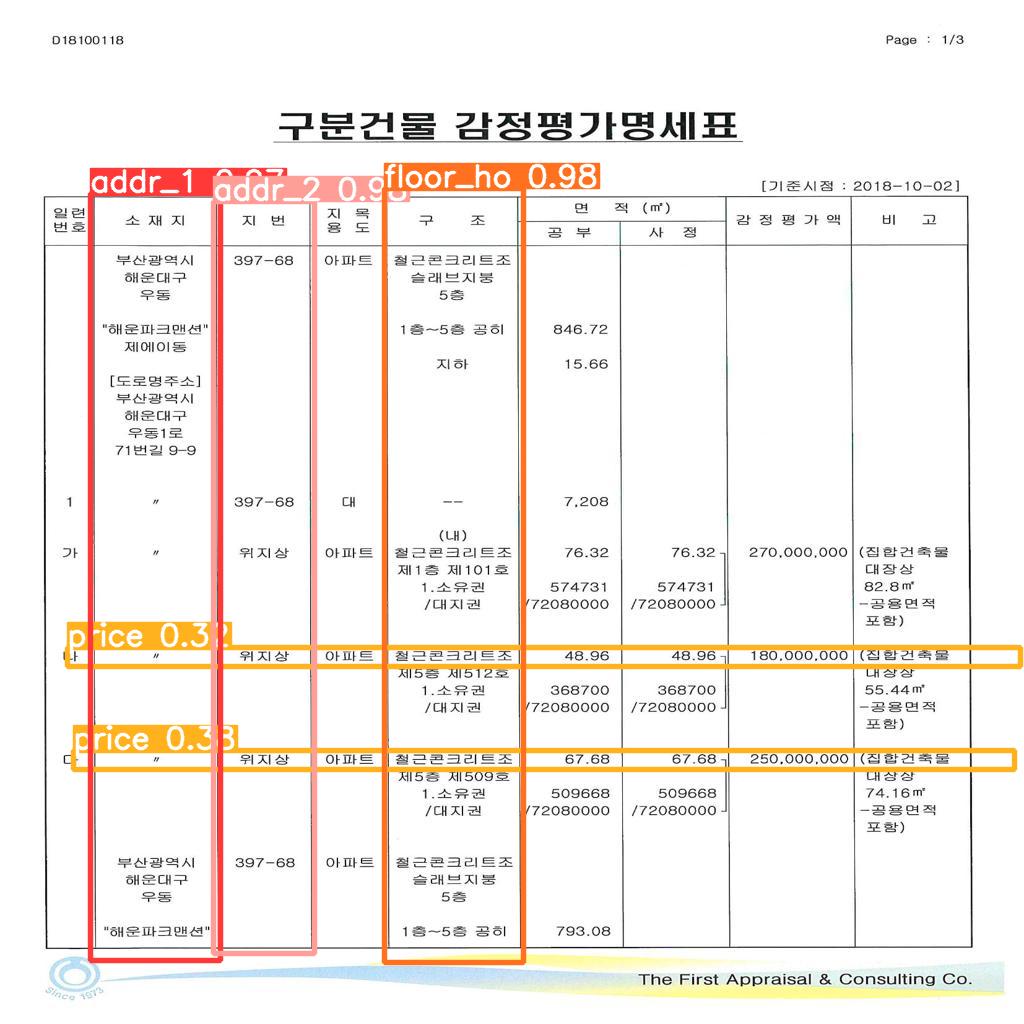 D18100118 Page : 1/3
구분건물 감정평가명세표
addr_1 addr_2 floor_ho 0.98
[기준시점 : 2018-10-02]
일련번호 소재지 지번 지목용도 구조 면적(㎡) 감정평가액 비고
공부 사정
부산광역시 397-68 아파트 철근콘크리트조
해운대구 슬래브지붕
우동 5층
"해운파크맨션" 1층~5층 공히 846.72
제에이동
지하 15.66
[도로명주소]
부산광역시
해운대구
우동1로
71번길 9-9
1 〃 397-68 대 -- 7,208
(내)
가 〃 위지상 아파트 철근콘크리트조 76.32 76.32 270,000,000 (집합건축물
제1층 제101호 대장상
1.소유권 574731 574731 82.8㎡
/대지권 /72080000 /72080000 -공용면적
포함)
price 0.32
나 〃 위지상 아파트 철근콘크리트조 48.96 48.96 180,000,000 (집합건축물
제5층 제512호 대장상
1.소유권 368700 368700 55.44㎡
/대지권 /72080000 /72080000 -공용면적
포함)
price 0.33
다 〃 위지상 아파트 철근콘크리트조 67.68 67.68 250,000,000 (집합건축물
제5층 제509호 대장상
1.소유권 509668 509668 74.16㎡
/대지권 /72080000 /72080000 -공용면적
포함)
부산광역시 397-68 아파트 철근콘크리트조
해운대구 슬래브지붕
우동 5층
"해운파크맨션" 1층~5층 공히 793.08
Since 1973
The First Appraisal & Consulting Co.